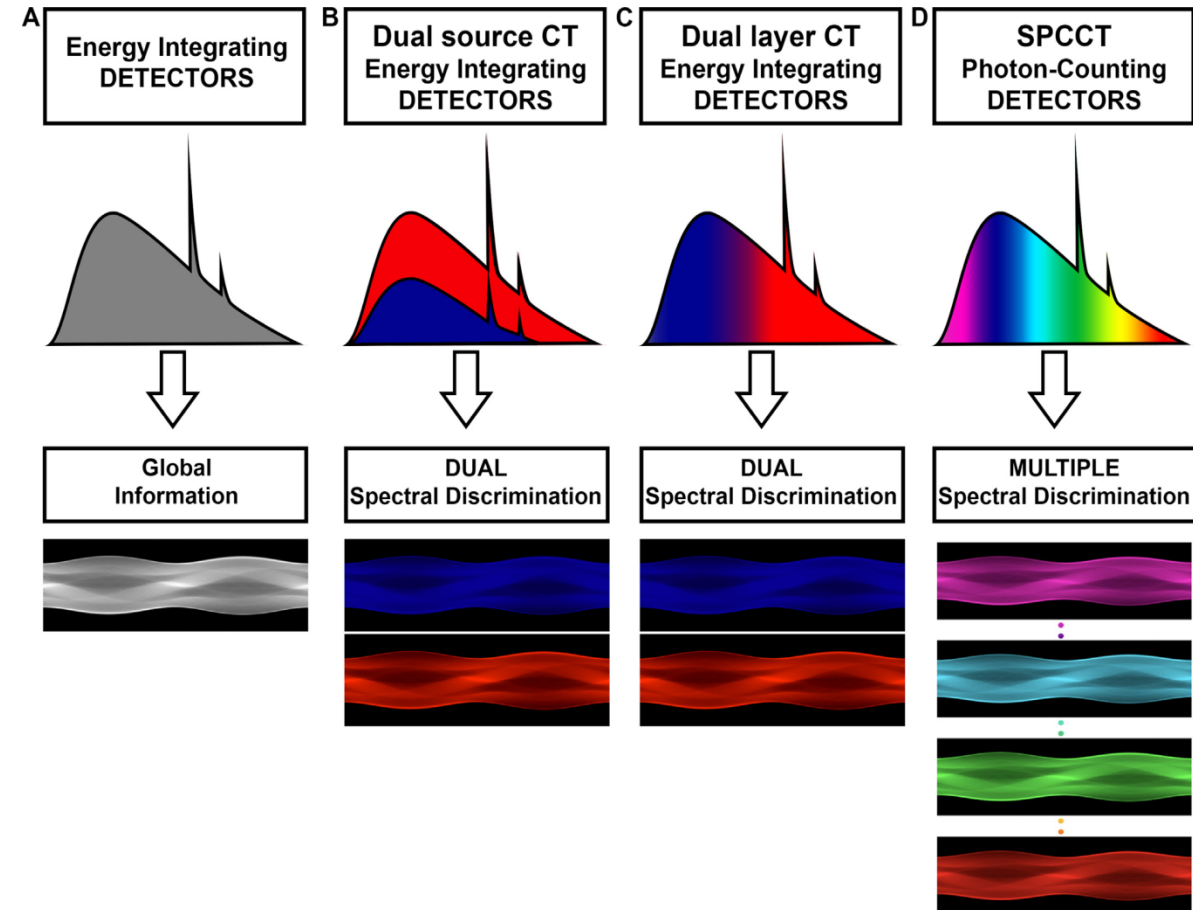 A
Energy Integrating
DETECTORS
B
Dual source CT
Energy Integrating
DETECTORS
C
Dual layer CT
Energy Integrating
DETECTORS
D
SPCCT
Photon-Counting
DETECTORS
Global
Information
DUAL
Spectral Discrimination
DUAL
Spectral Discrimination
MULTIPLE
Spectral Discrimination